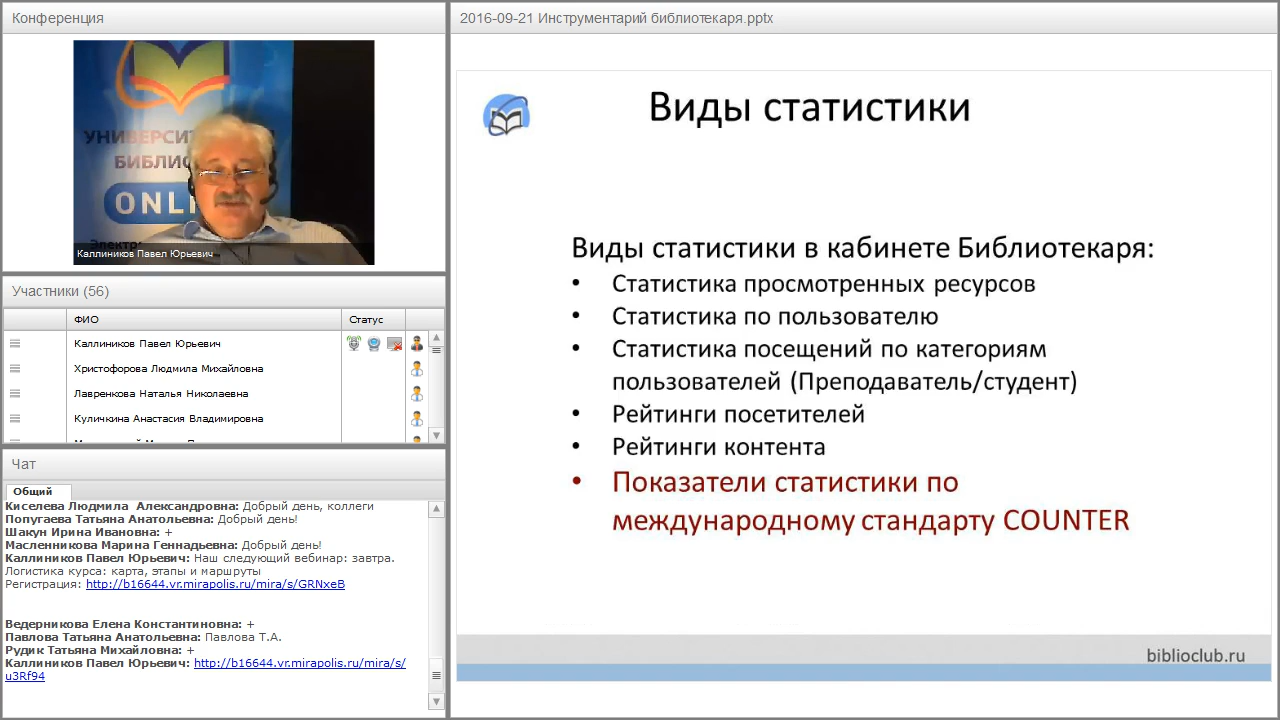 Конференция
УНИВЕРСИТ
БИБЛИО
ONLI
Электр
Каллиников Павел Юрьевич
Участники (56)
ФИО Статус
Каллиников Павел Юрьевич
Христофорова Людмила Михайловна
Лавренкова Наталья Николаевна
Куличкина Анастасия Владимировна
Чат
Общий
Киселева Людмила Александровна: Добрый день, коллеги
Попугаева Татьяна Анатольевна: Добрый день!
Шакун Ирина Ивановна: +
Масленникова Марина Геннадьевна: Добрый день!
Каллиников Павел Юрьевич: Наш следующий вебинар: завтра.
Логистика курса: карта, этапы и маршруты
Регистрация: http://b16644.vr.mirapolis.ru/mira/s/GRNxeB
Ведерникова Елена Константиновна: +
Павлова Татьяна Анатольевна: Павлова Т.А.
Рудик Татьяна Михайловна: +
Каллиников Павел Юрьевич: http://b16644.vr.mirapolis.ru/mira/s/
u3Rf94
2016-09-21 Инструментарий библиотекаря.pptx
Виды статистики
Виды статистики в кабинете Библиотекаря:
• Статистика просмотренных ресурсов
• Статистика по пользователю
• Статистика посещений по категориям
пользователей (Преподаватель/студент)
• Рейтинги посетителей
• Рейтинги контента
• Показатели статистики по
международному стандарту COUNTER
biblioclub.ru